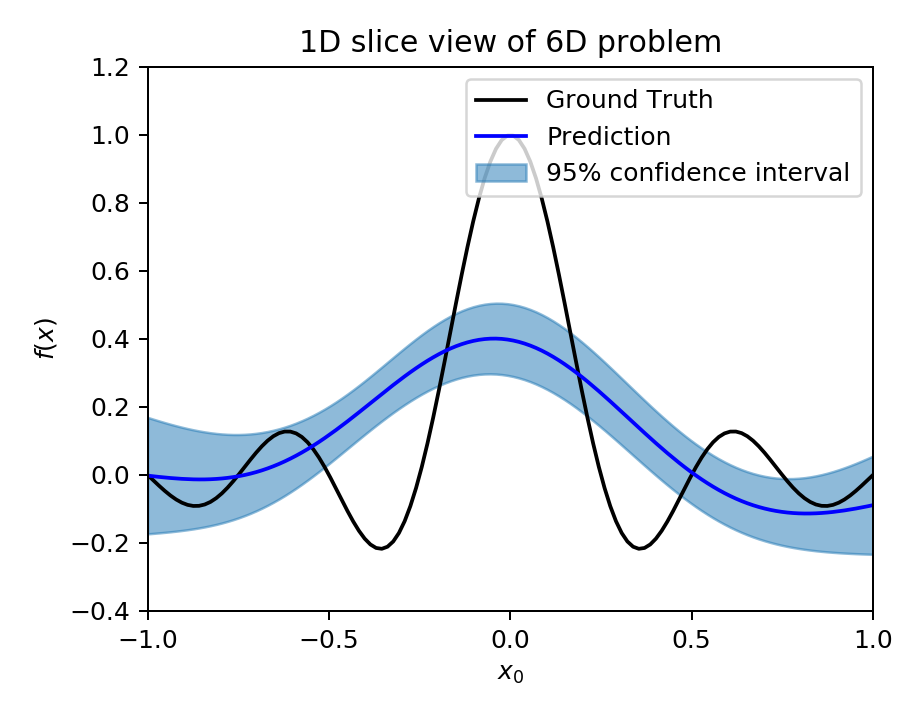 1D slice view of 6D problem
Ground Truth
Prediction
95% confidence interval
1.2
1.0
0.8
0.6
0.4
0.2
0.0
−0.2
−0.4
f(x)
−1.0 −0.5 0.0 0.5 1.0
x₀